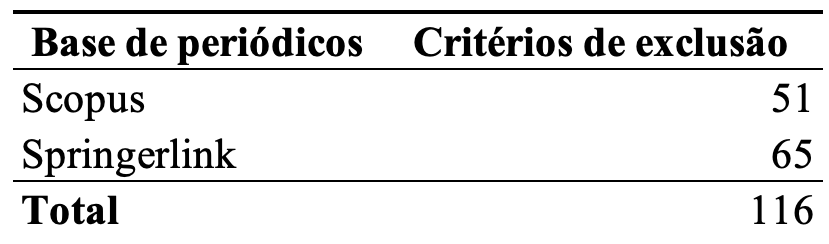 Base de periódicos Critérios de exclusão
Scopus 51
Springerlink 65
Total 116